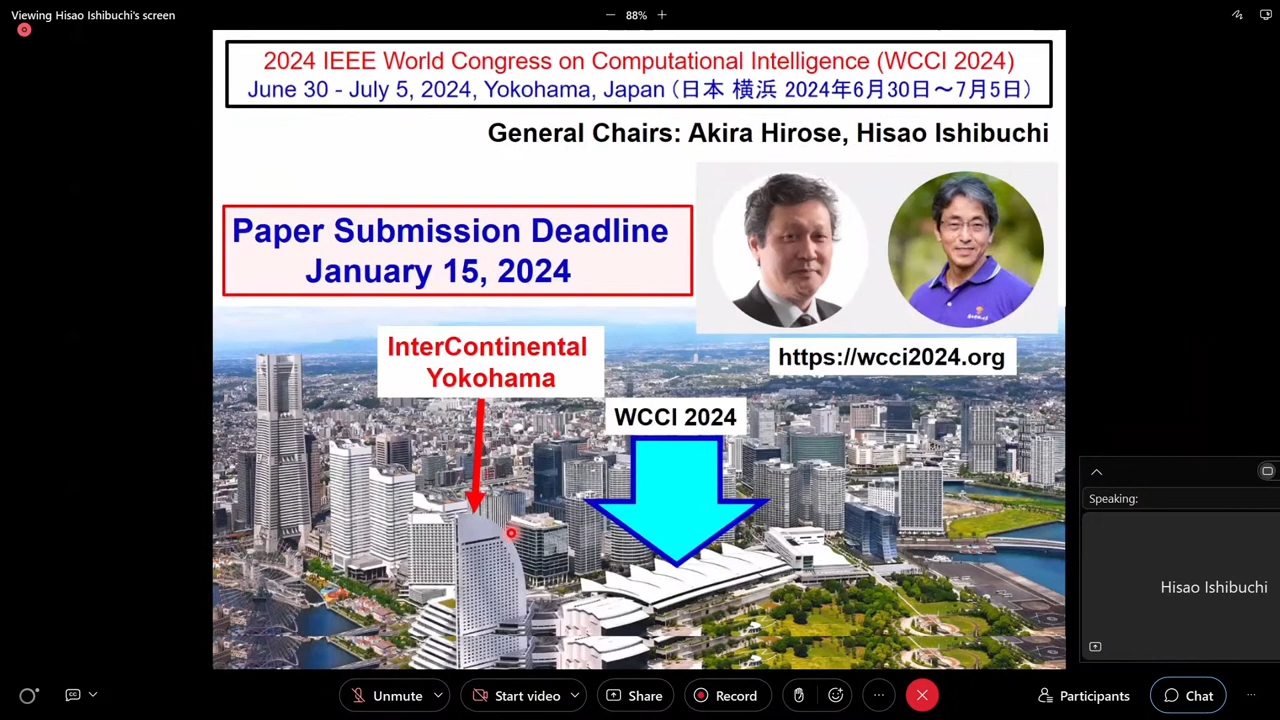 Viewing Hisao Ishibuchi's screen
88%
2024 IEEE World Congress on Computational Intelligence (WCCI 2024)
June 30 - July 5, 2024, Yokohama, Japan (日本 横浜 2024年6月30日～7月5日)
General Chairs: Akira Hirose, Hisao Ishibuchi
Paper Submission Deadline
January 15, 2024
InterContinental
Yokohama
https://wcci2024.org
WCCI 2024
Speaking:
Hisao Ishibuchi
CC
Unmute
Start video
Share
Record
Participants
Chat